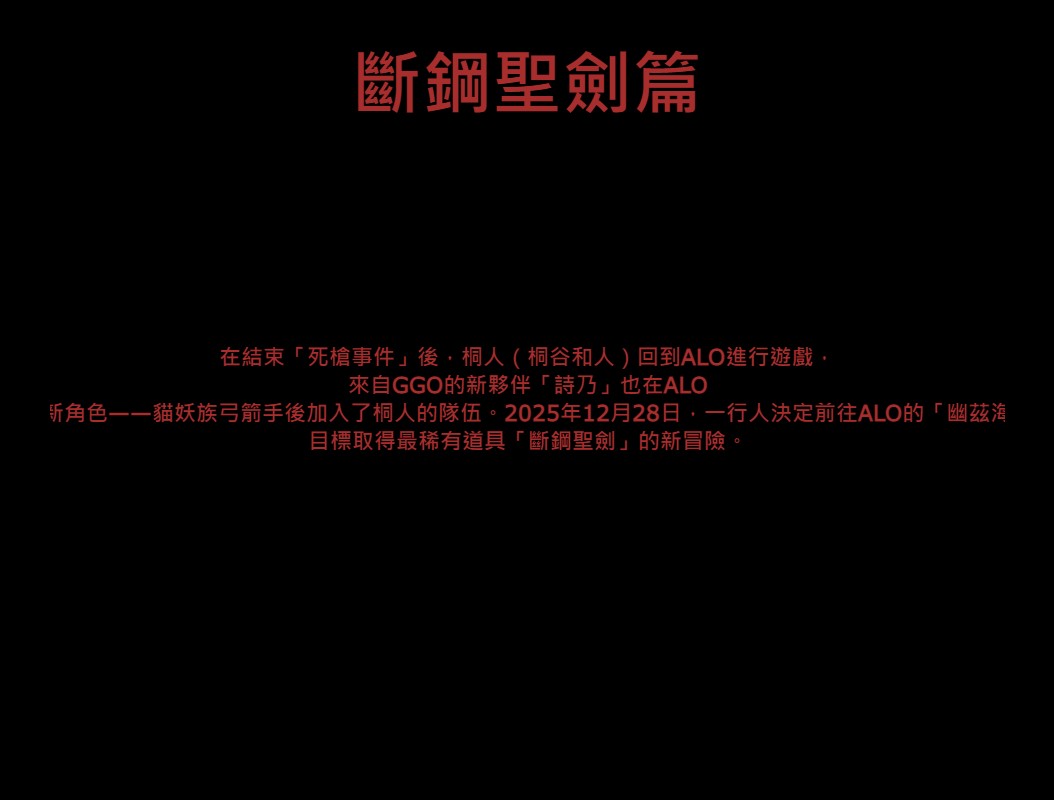 斷鋼聖劍篇
在結束「死槍事件」後，桐人（桐谷和人）回到ALO進行遊戲，
來自GGO的新夥伴「詩乃」也在ALO
新角色——貓妖族弓箭手後加入了桐人的隊伍。2025年12月28日，一行人決定前往ALO的「幽茲海
目標取得最稀有道具「斷鋼聖劍」的新冒險。